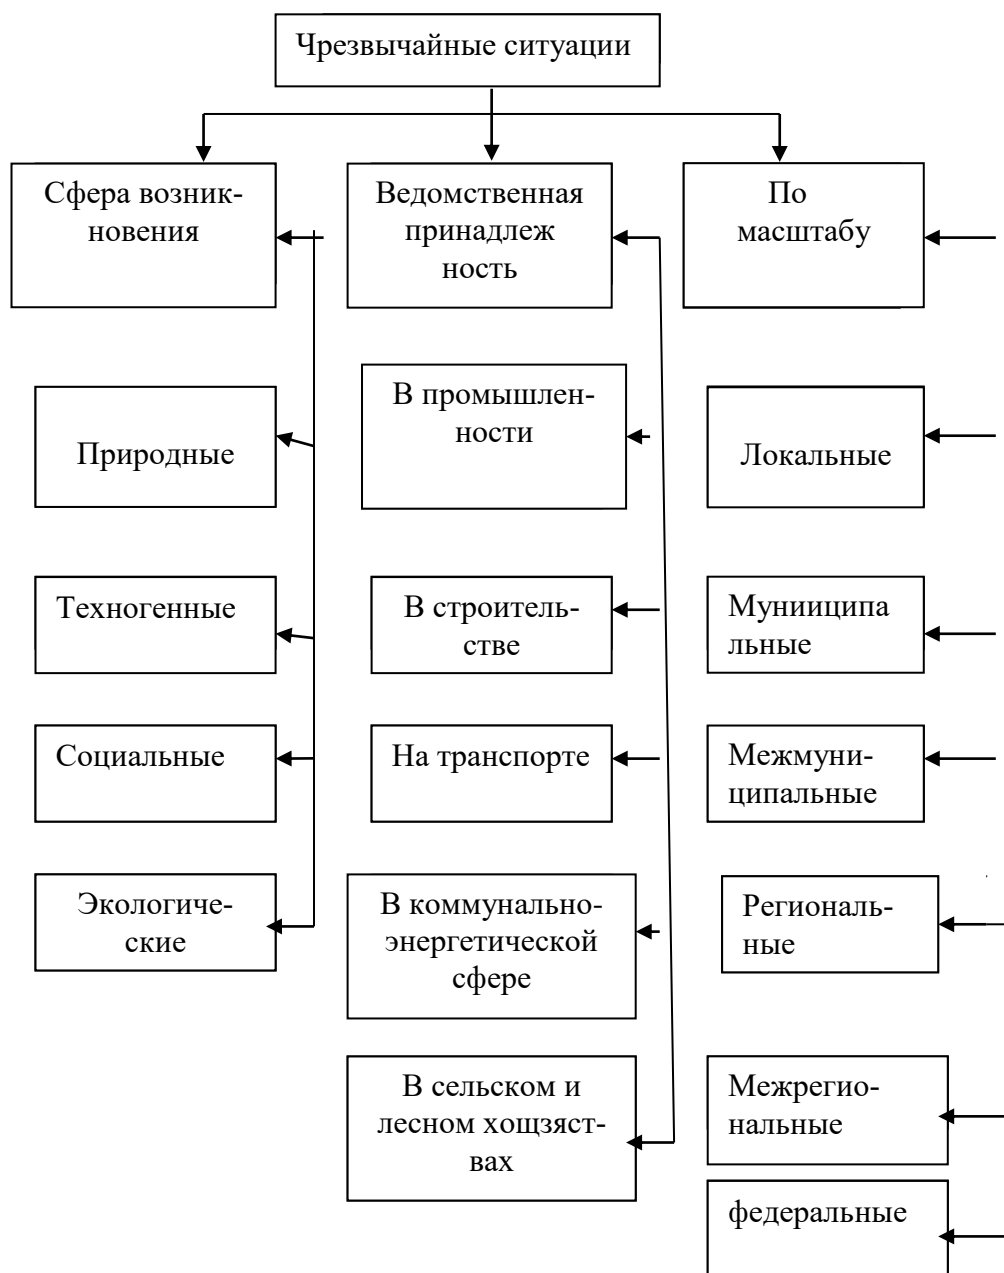 Чрезвычайные ситуации
Сфера возник-
новения
Ведомственная
принадлеж
ность
По
масштабу
Природные
В промышлен-
ности
Локальные
Техногенные
В строитель-
стве
Мунииципа
льные
Социальные
На транспорте
Межмуни-
ципальные
Экологиче-
ские
В коммунально-
энергетической
сфере
Региональ-
ные
В сельском и
лесном хощзяст-
вах
Межрегио-
нальные
федеральные